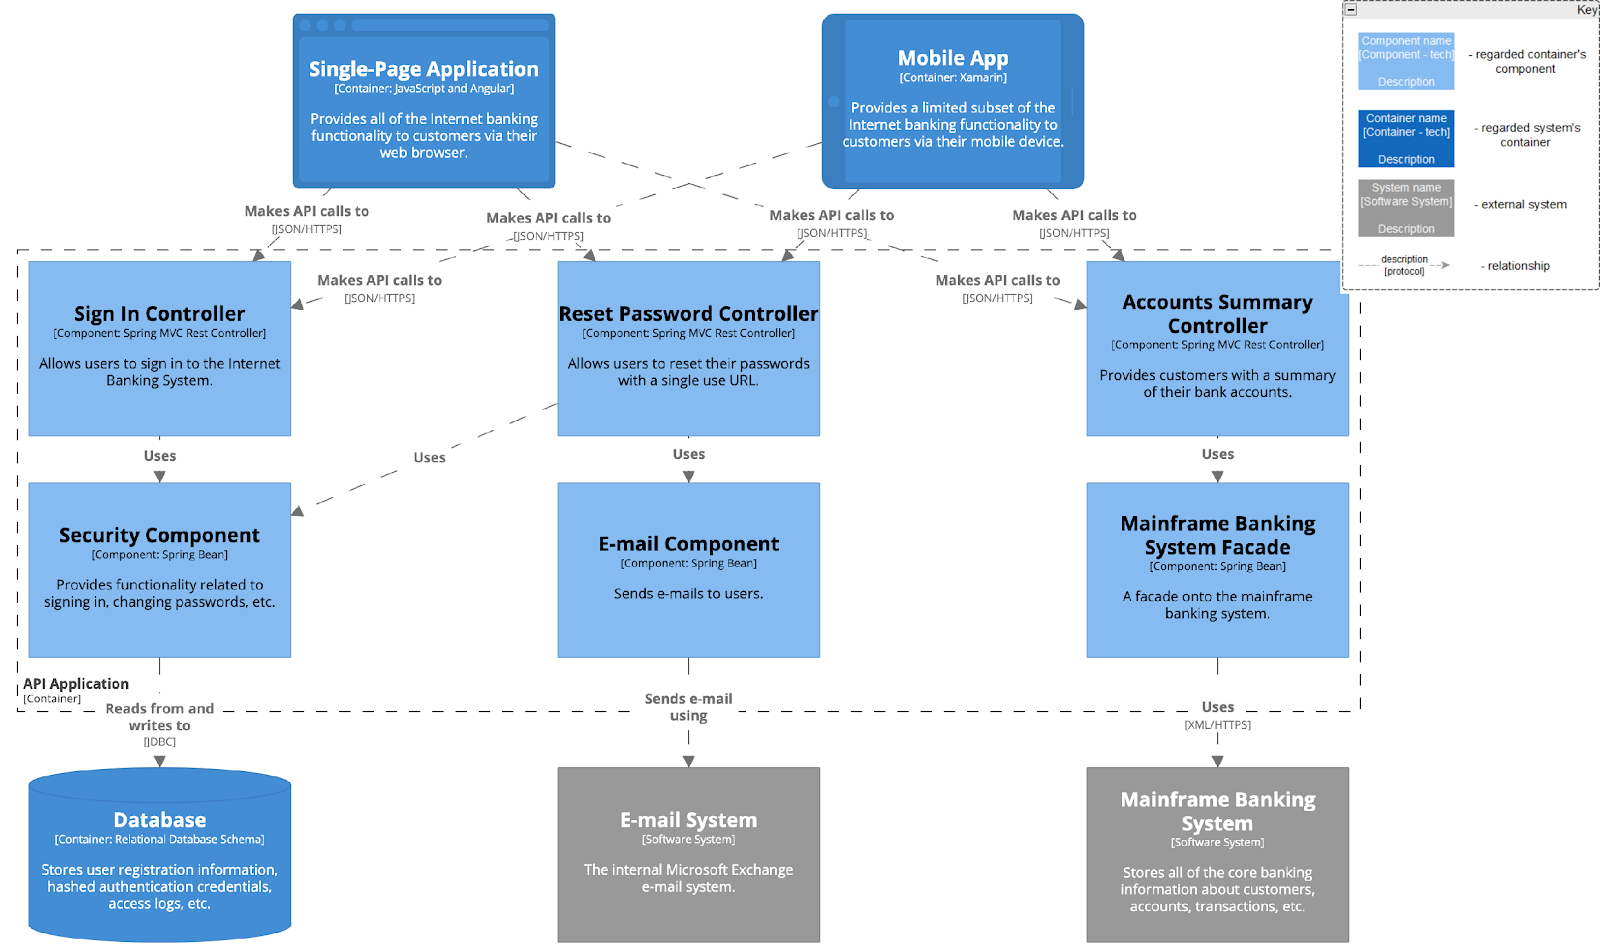 Single-Page Application
[Container: JavaScript and Angular]
Provides all of the Internet banking
functionality to customers via their
web browser.
Mobile App
[Container: Xamarin]
Provides a limited subset of the
Internet banking functionality to
customers via their mobile device.
Key
Component name
[Component - tech]
Description
- regarded container's
component
Container name
[Container - tech]
Description
- regarded system's
container
System name
[Software System]
Description
- external system
description
[protocol]
- relationship
Makes API calls to
[JSON/HTTPS]
Makes API calls to
[JSON/HTTPS]
Makes API calls to
[JSON/HTTPS]
Makes API calls to
[JSON/HTTPS]
Makes API calls to
[JSON/HTTPS]
Makes API calls to
[JSON/HTTPS]
Sign In Controller
[Component: Spring MVC Rest Controller]
Allows users to sign in to the Internet
Banking System.
Reset Password Controller
[Component: Spring MVC Rest Controller]
Allows users to reset their passwords
with a single use URL.
Accounts Summary
Controller
[Component: Spring MVC Rest Controller]
Provides customers with a summary
of their bank accounts.
Uses
Uses
Uses
Uses
Security Component
[Component: Spring Bean]
Provides functionality related to
signing in, changing passwords, etc.
E-mail Component
[Component: Spring Bean]
Sends e-mails to users.
Mainframe Banking
System Facade
[Component: Spring Bean]
A facade onto the mainframe
banking system.
API Application
[Container]
Reads from and
writes to
[JDBC]
Sends e-mail
using
Uses
[XML/HTTPS]
Database
[Container: Relational Database Schema]
Stores user registration information,
hashed authentication credentials,
access logs, etc.
E-mail System
[Software System]
The internal Microsoft Exchange
e-mail system.
Mainframe Banking
System
[Software System]
Stores all of the core banking
information about customers,
accounts, transactions, etc.